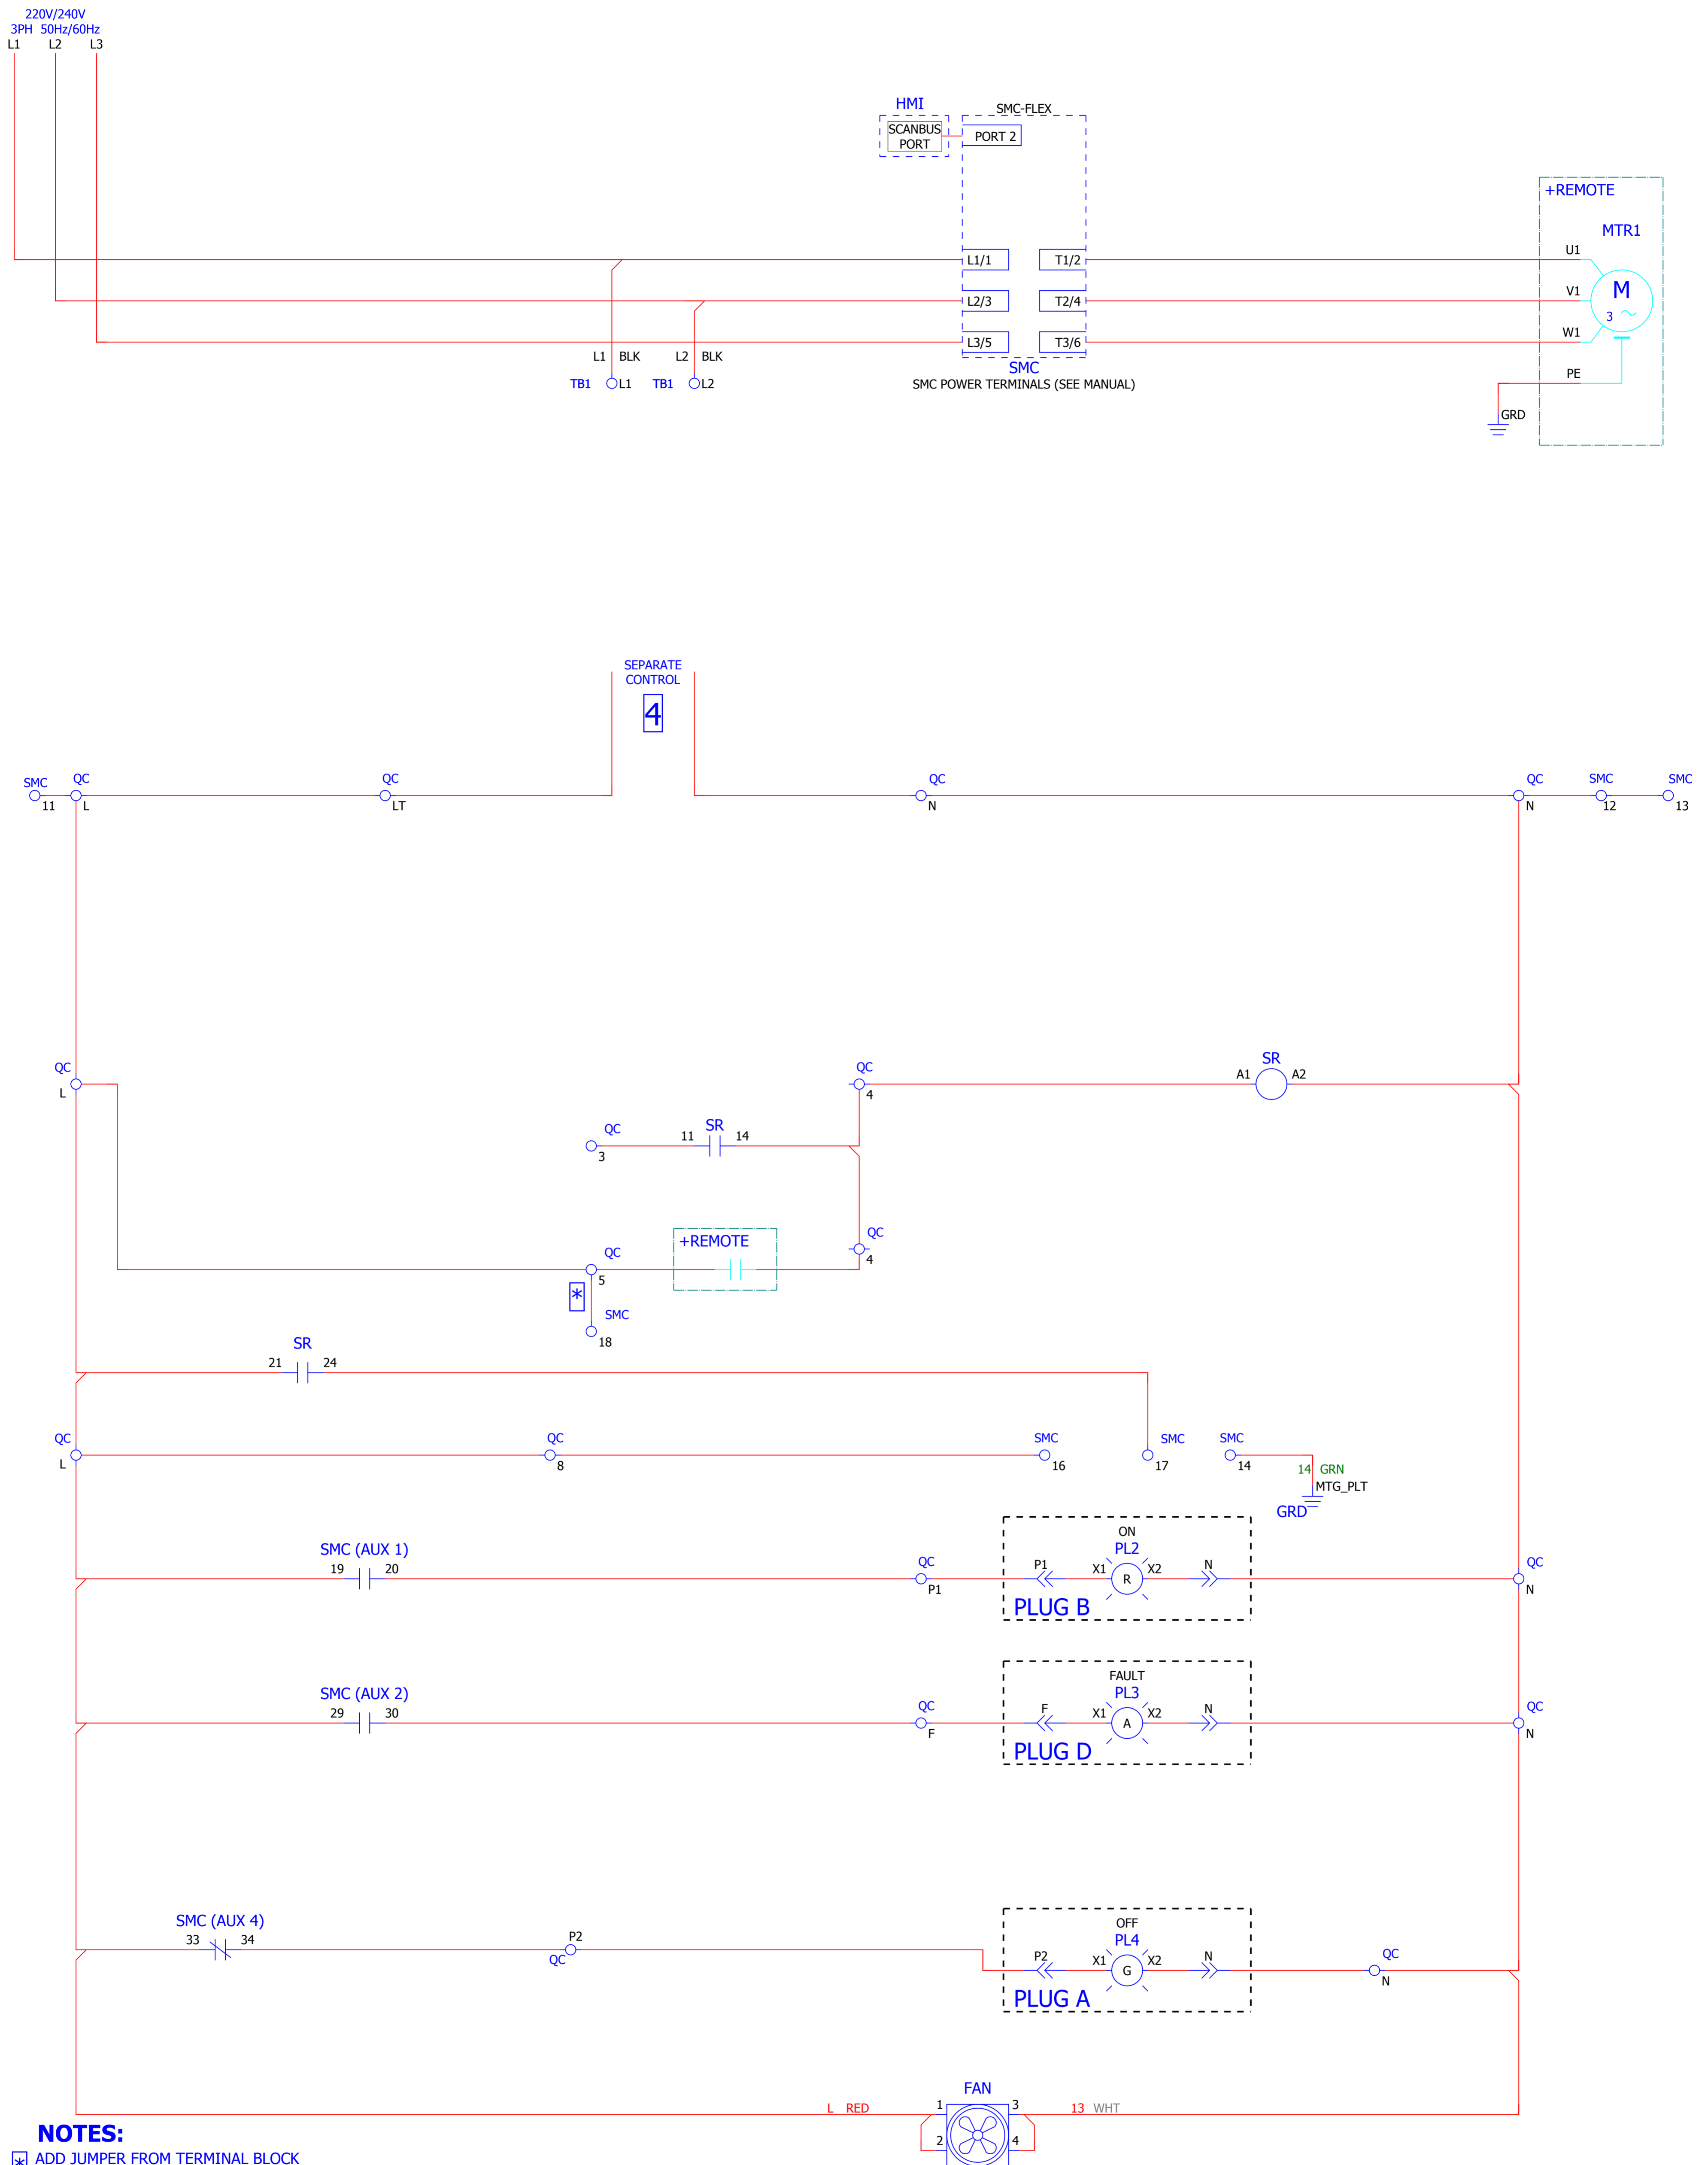 220V/240V
3PH 50Hz/60Hz
L1 L2 L3
HMI
SCANBUS
PORT
SMC-FLEX
PORT 2
L1/1 T1/2
L2/3 T2/4
L3/5 T3/6
SMC
SMC POWER TERMINALS (SEE MANUAL)
+REMOTE
MTR1
U1
V1
W1
PE
M
3
GRD
L1 BLK L2 BLK
TB1 L1 TB1 L2
SEPARATE
CONTROL
4
SMC QC QC QC QC SMC SMC
11 L LT N N 12 13
QC QC SR
L 4 A1 A2
QC SR
3 11 14
QC
4
+REMOTE
QC
5
*
SMC
18
SR
21 24
QC QC SMC SMC SMC
L 8 16 17 14
14 GRN
MTG_PLT
GRD
SMC (AUX 1)
19 20
QC
P1
ON
PL2
P1 X1 R X2 N
PLUG B
QC
N
SMC (AUX 2)
29 30
QC
F
FAULT
PL3
F X1 A X2 N
PLUG D
QC
N
SMC (AUX 4)
33 34
P2
QC
OFF
PL4
P2 X1 G X2 N
PLUG A
QC
N
FAN
L RED 1 3 13 WHT
2 4
NOTES:
* ADD JUMPER FROM TERMINAL BLOCK